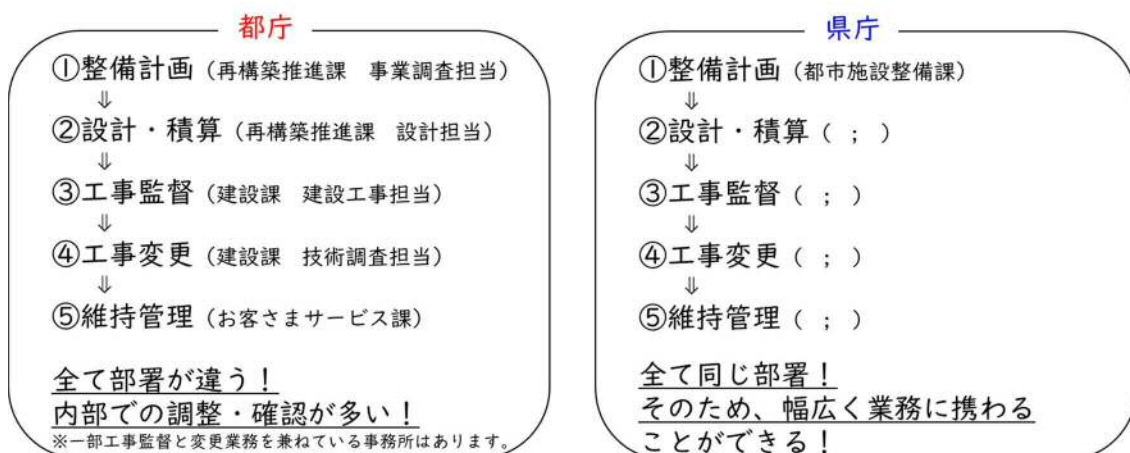 都庁
①整備計画（再構築推進課　事業調査担当）
⇓
②設計・積算（再構築推進課　設計担当）
⇓
③工事監督（建設課　建設工事担当）
⇓
④工事変更（建設課　技術調査担当）
⇓
⑤維持管理（お客さまサービス課）
全て部署が違う！
内部での調整・確認が多い！
※一部工事監督と変更業務を兼ねている事務所はあります。
県庁
①整備計画（都市施設整備課）
⇓
②設計・積算（ ; ）
⇓
③工事監督（ ; ）
⇓
④工事変更（ ; ）
⇓
⑤維持管理（ ; ）
全て同じ部署！
そのため、幅広く業務に携わる
ことができる！